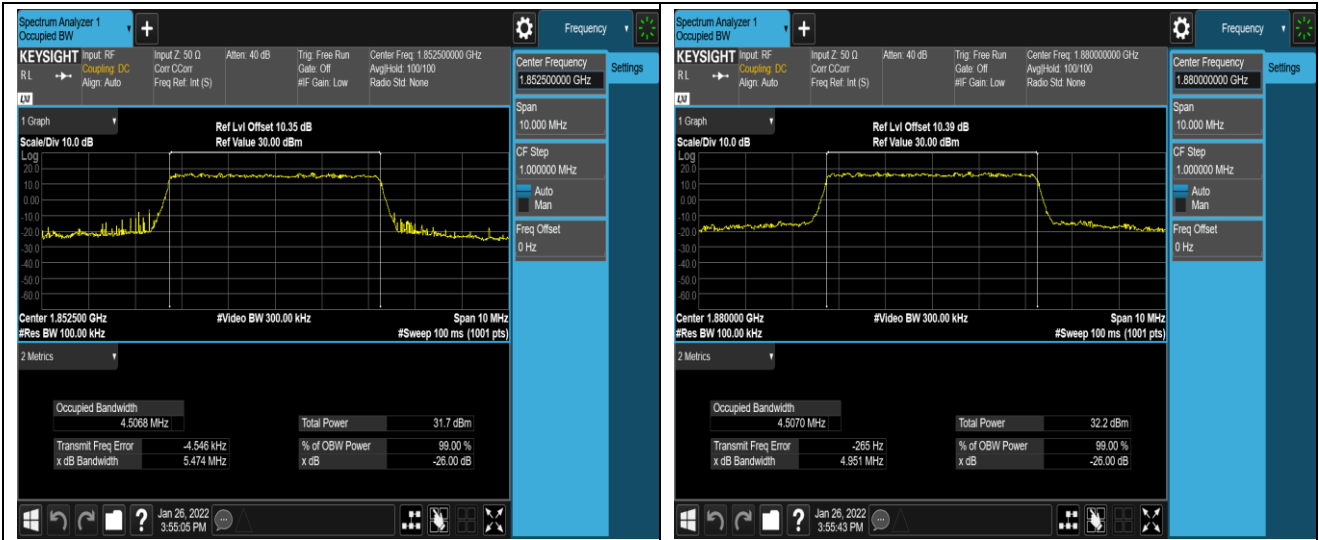 Spectrum Analyzer 1
Occupied BW
+
Frequency
KEYSIGHT Input: RF Input Z: 50 Ω Atten: 40 dB Trig: Free Run Center Freq: 1.852500000 GHz
RL Coupling: DC Corr CCorr Gate: Off Avg|Hold: 100/100
Align: Auto Freq Ref: Int (S) #IF Gain: Low Radio Std: None
LXI
Center Frequency
1.852500000 GHz
Settings
Span
10.000 MHz
CF Step
1.000000 MHz
Auto
Man
Freq Offset
0 Hz
1 Graph
Ref Lvl Offset 10.35 dB
Scale/Div 10.0 dB Ref Value 30.00 dBm
Log
20.0
10.0
0.00
-10.0
-20.0
-30.0
-40.0
-50.0
-60.0
Center 1.852500 GHz #Video BW 300.00 kHz Span 10 MHz
#Res BW 100.00 kHz #Sweep 100 ms (1001 pts)
2 Metrics
Occupied Bandwidth
4.5068 MHz Total Power 31.7 dBm
Transmit Freq Error -4.546 kHz % of OBW Power 99.00 %
x dB Bandwidth 5.474 MHz x dB -26.00 dB
? Jan 26, 2022
3:55:05 PM
Spectrum Analyzer 1
Occupied BW
+
Frequency
KEYSIGHT Input: RF Input Z: 50 Ω Atten: 40 dB Trig: Free Run Center Freq: 1.880000000 GHz
RL Coupling: DC Corr CCorr Gate: Off Avg|Hold: 100/100
Align: Auto Freq Ref: Int (S) #IF Gain: Low Radio Std: None
LXI
Center Frequency
1.880000000 GHz
Settings
Span
10.000 MHz
CF Step
1.000000 MHz
Auto
Man
Freq Offset
0 Hz
1 Graph
Ref Lvl Offset 10.39 dB
Scale/Div 10.0 dB Ref Value 30.00 dBm
Log
20.0
10.0
0.00
-10.0
-20.0
-30.0
-40.0
-50.0
-60.0
Center 1.880000 GHz #Video BW 300.00 kHz Span 10 MHz
#Res BW 100.00 kHz #Sweep 100 ms (1001 pts)
2 Metrics
Occupied Bandwidth
4.5070 MHz Total Power 32.2 dBm
Transmit Freq Error -265 Hz % of OBW Power 99.00 %
x dB Bandwidth 4.951 MHz x dB -26.00 dB
? Jan 26, 2022
3:55:43 PM